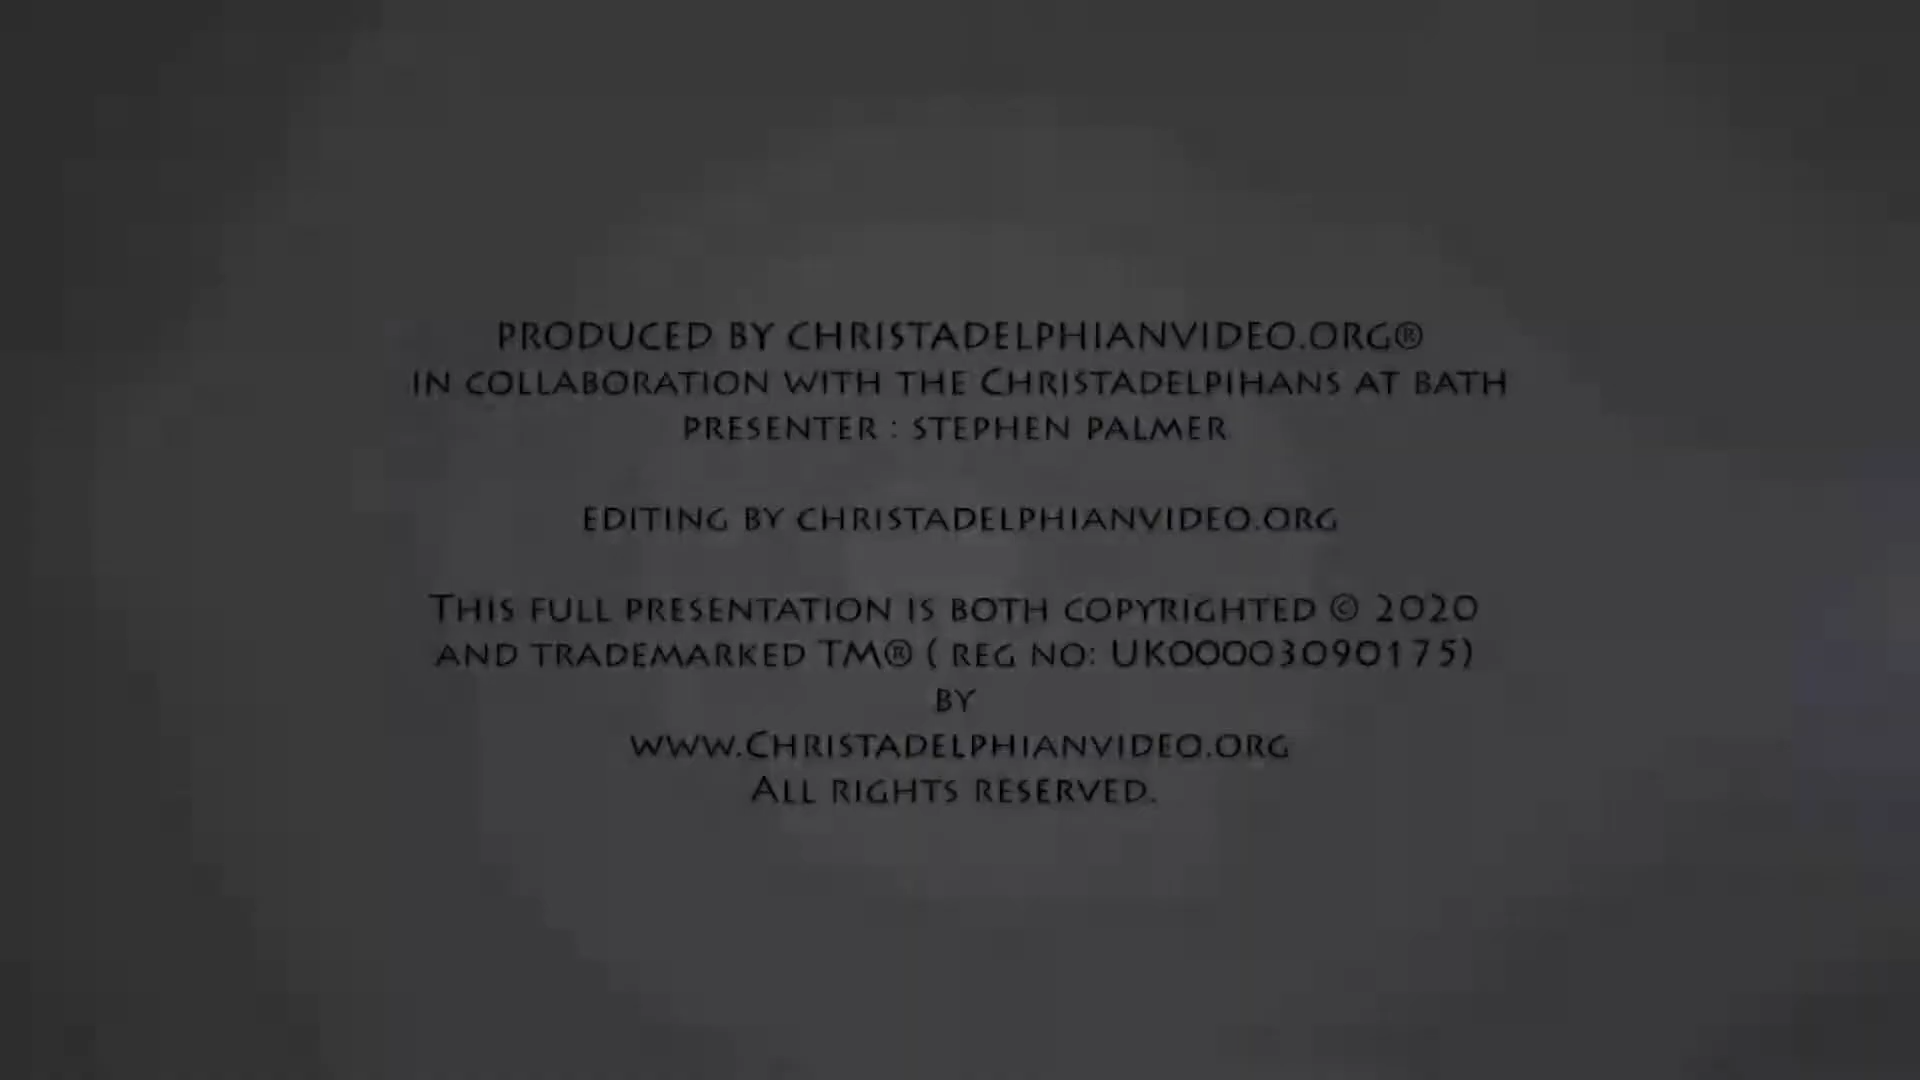 PRODUCED BY CHRISTADELPHIANVIDEO.ORG®
IN COLLABORATION WITH THE CHRISTADELPIHANS AT BATH
PRESENTER : STEPHEN PALMER
EDITING BY CHRISTADELPHIANVIDEO.ORG
THIS FULL PRESENTATION IS BOTH COPYRIGHTED © 2020
AND TRADEMARKED TM® ( REG NO: UK00003090175)
BY
WWW.CHRISTADELPHIANVIDEO.ORG
ALL RIGHTS RESERVED.